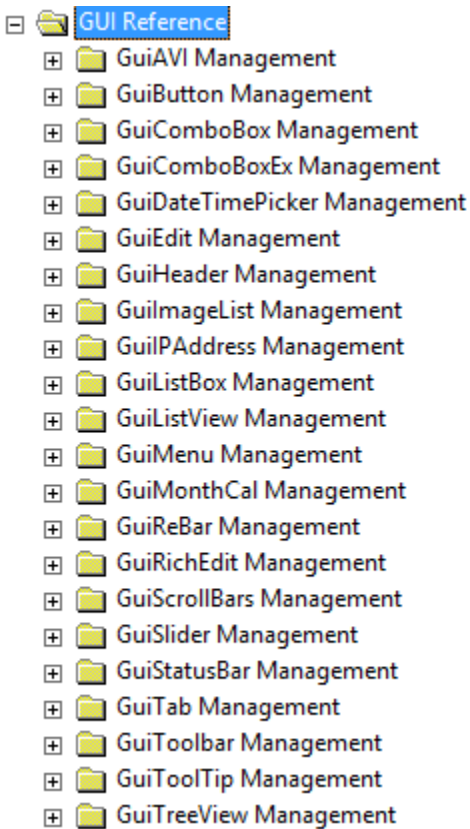 GUI Reference
GuiAVI Management
GuiButton Management
GuiComboBox Management
GuiComboBoxEx Management
GuiDateTimePicker Management
GuiEdit Management
GuiHeader Management
GuiImageList Management
GuiIPAddress Management
GuiListBox Management
GuiListView Management
GuiMenu Management
GuiMonthCal Management
GuiReBar Management
GuiRichEdit Management
GuiScrollBars Management
GuiSlider Management
GuiStatusBar Management
GuiTab Management
GuiToolbar Management
GuiToolTip Management
GuiTreeView Management